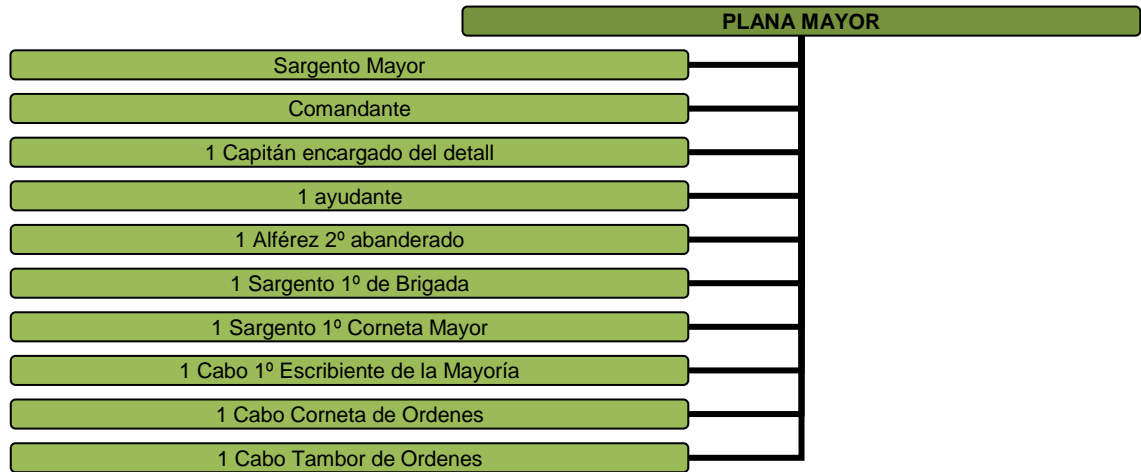 PLANA MAYOR
Sargento Mayor
Comandante
1 Capitán encargado del detall
1 ayudante
1 Alférez 2º abanderado
1 Sargento 1º de Brigada
1 Sargento 1º Corneta Mayor
1 Cabo 1º Escribiente de la Mayoría
1 Cabo Corneta de Ordenes
1 Cabo Tambor de Ordenes